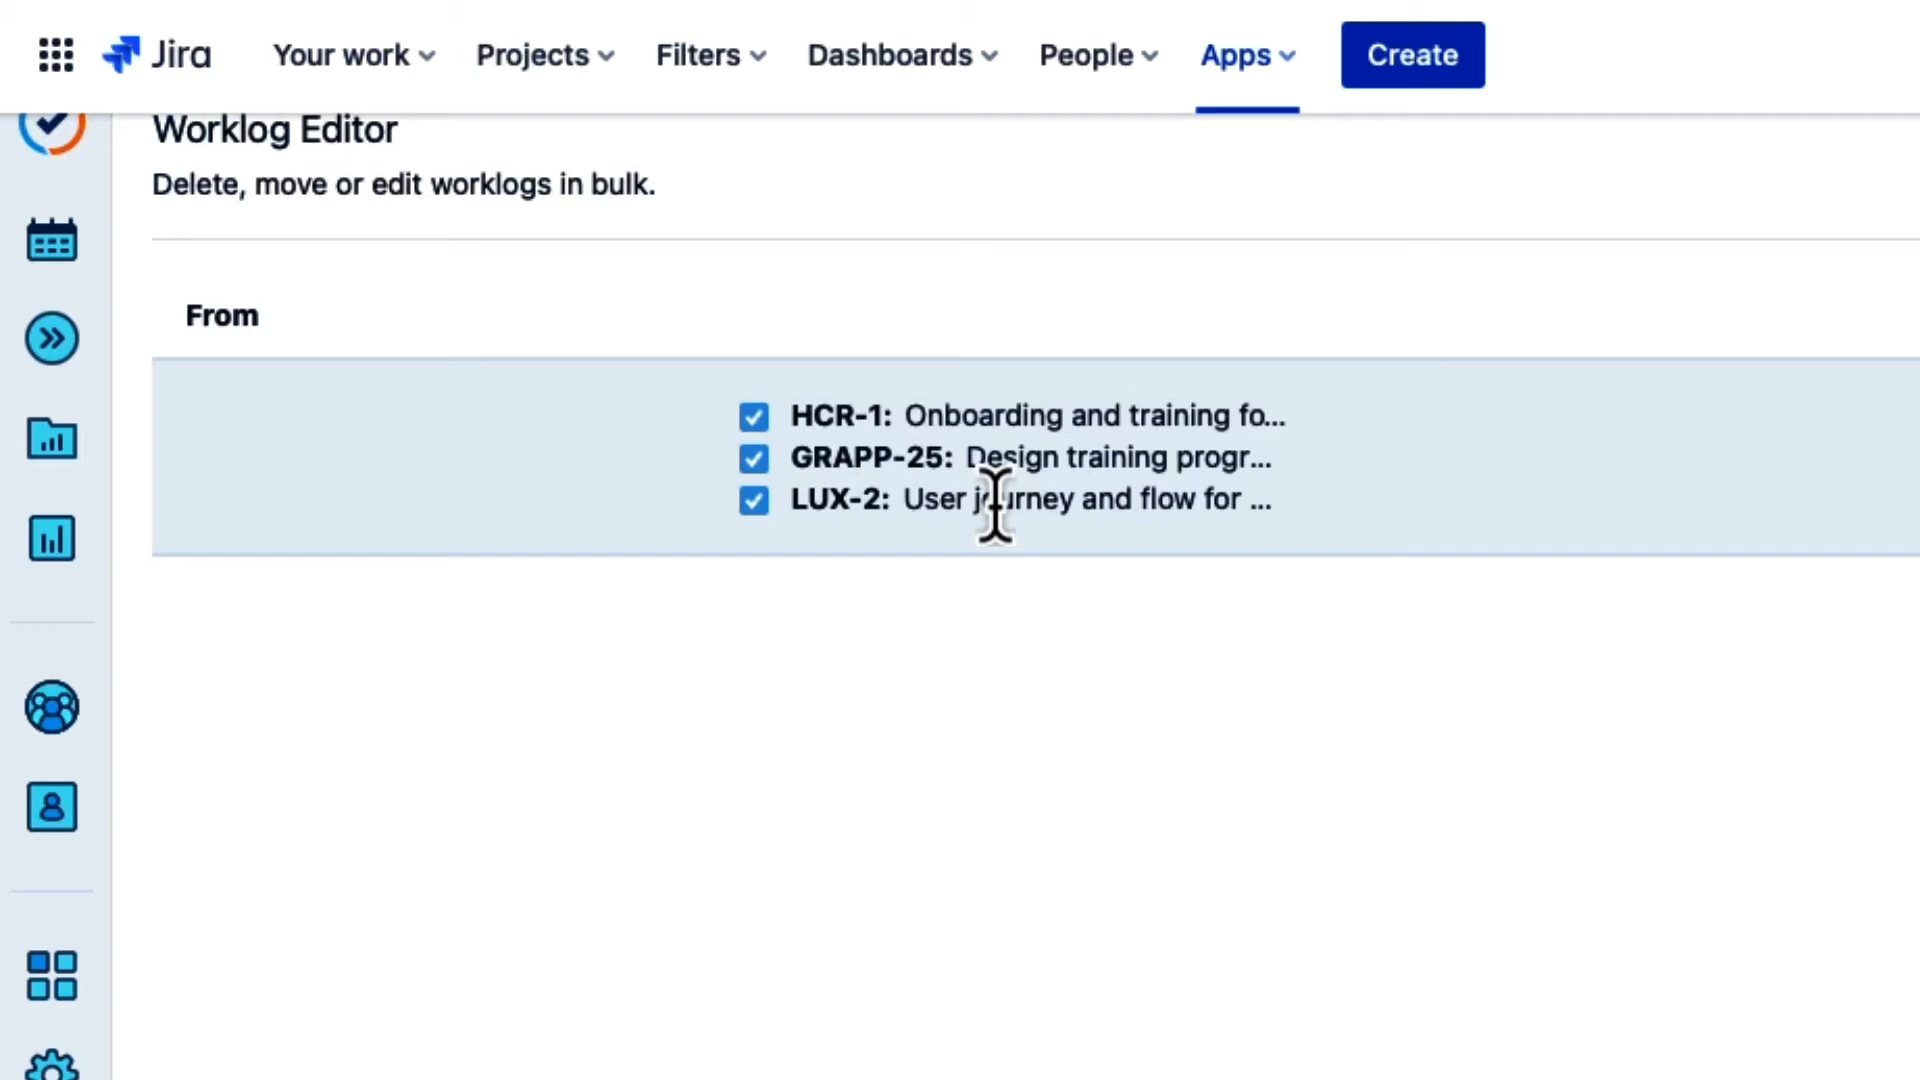 Jira Your work Projects Filters Dashboards People Apps Create
Worklog Editor
Delete, move or edit worklogs in bulk.
From
HCR-1: Onboarding and training fo...
GRAPP-25: Design training progr...
LUX-2: User journey and flow for ...